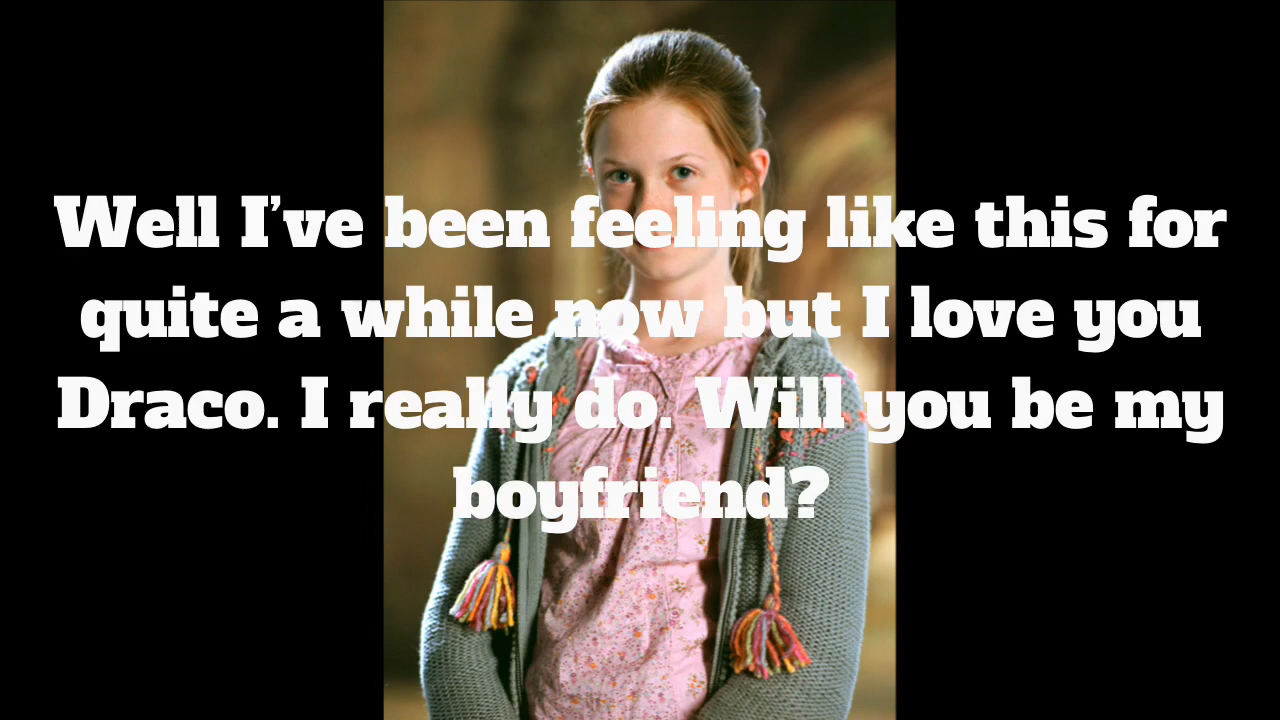 Well I’ve been feeling like this for
quite a while now but I love you
Draco. I really do. Will you be my
boyfriend?